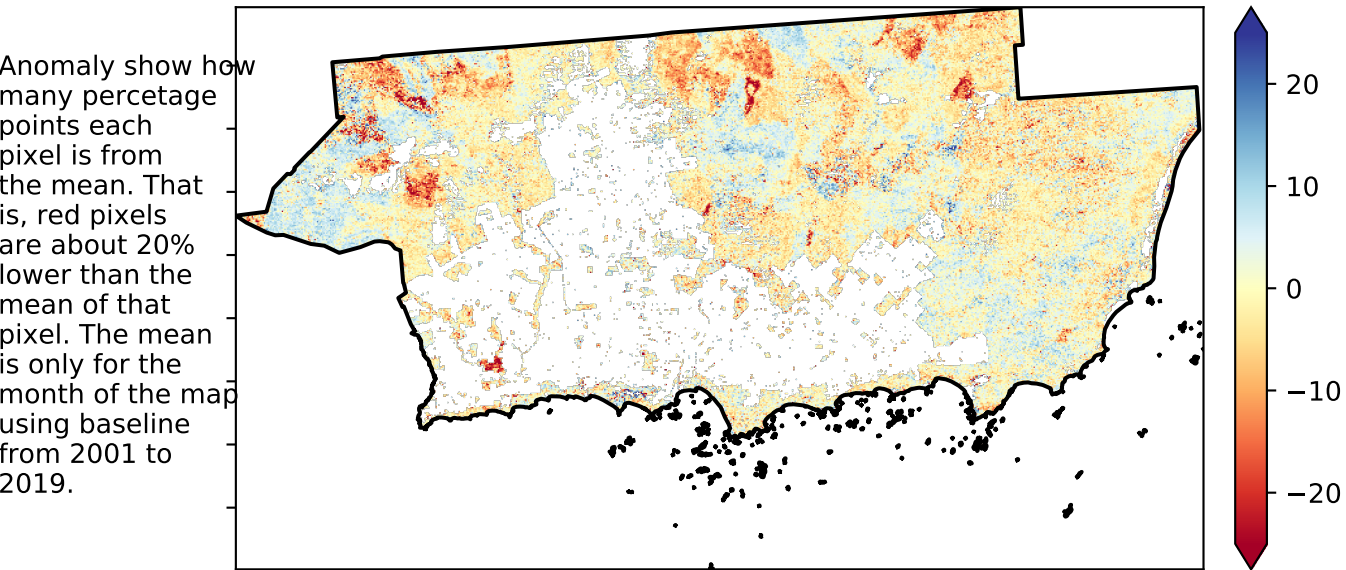 Anomaly show how
many percetage
points each
pixel is from
the mean. That
is, red pixels
are about 20%
lower than the
mean of that
pixel. The mean
is only for the
month of the map
using baseline
from 2001 to
2019.
20
10
0
−10
−20